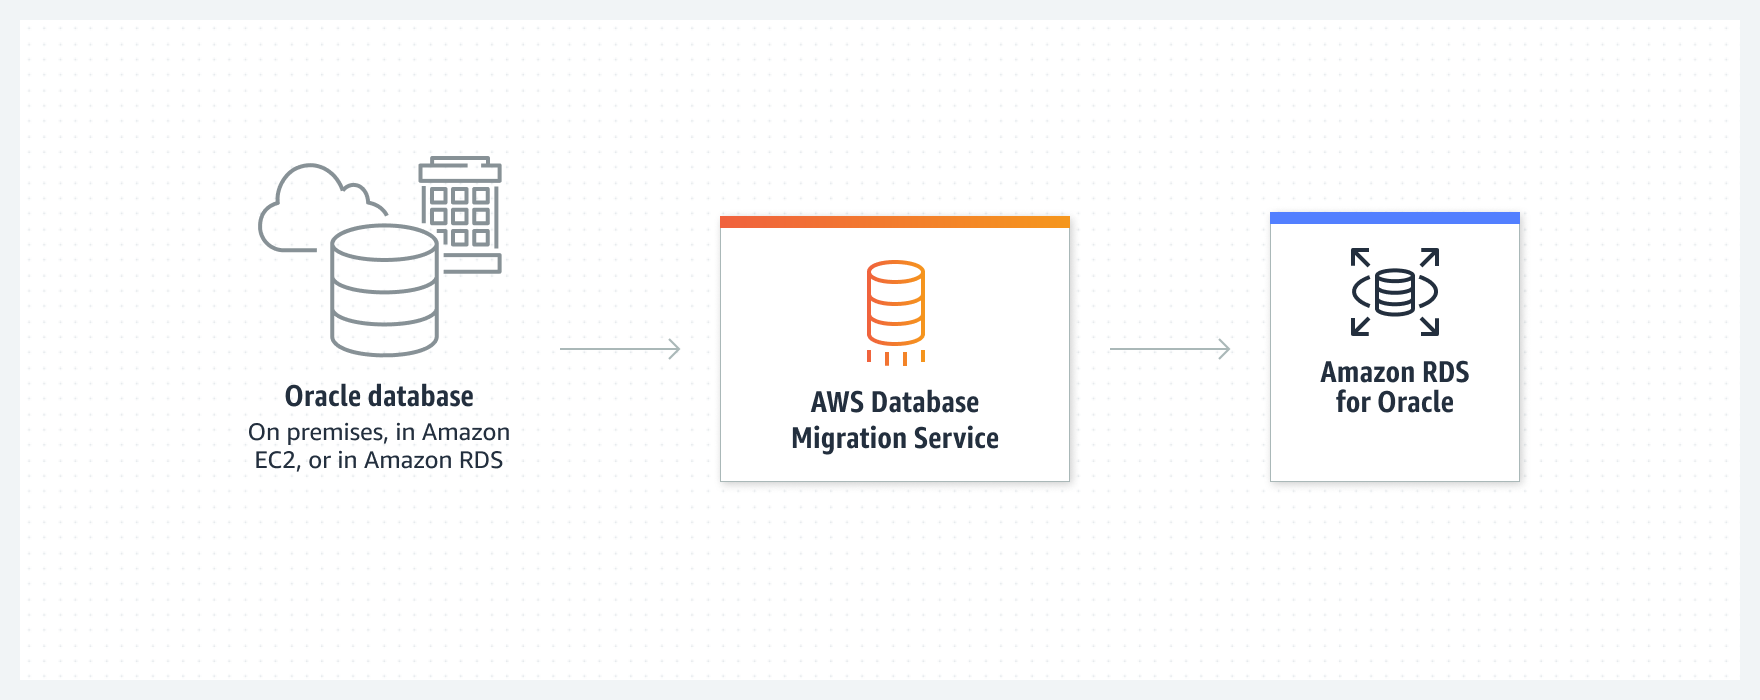 Oracle database
On premises, in Amazon
EC2, or in Amazon RDS
AWS Database
Migration Service
Amazon RDS
for Oracle